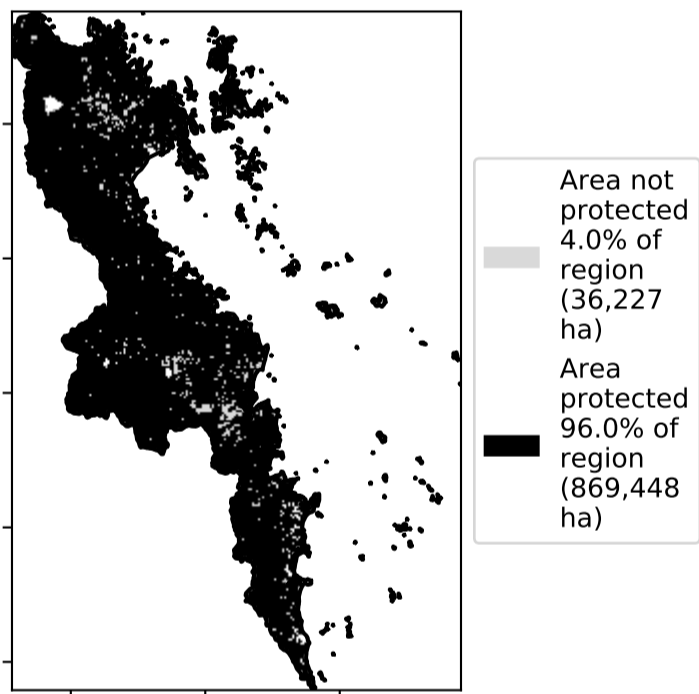 Area not
protected
4.0% of
region
(36,227
ha)
Area
protected
96.0% of
region
(869,448
ha)